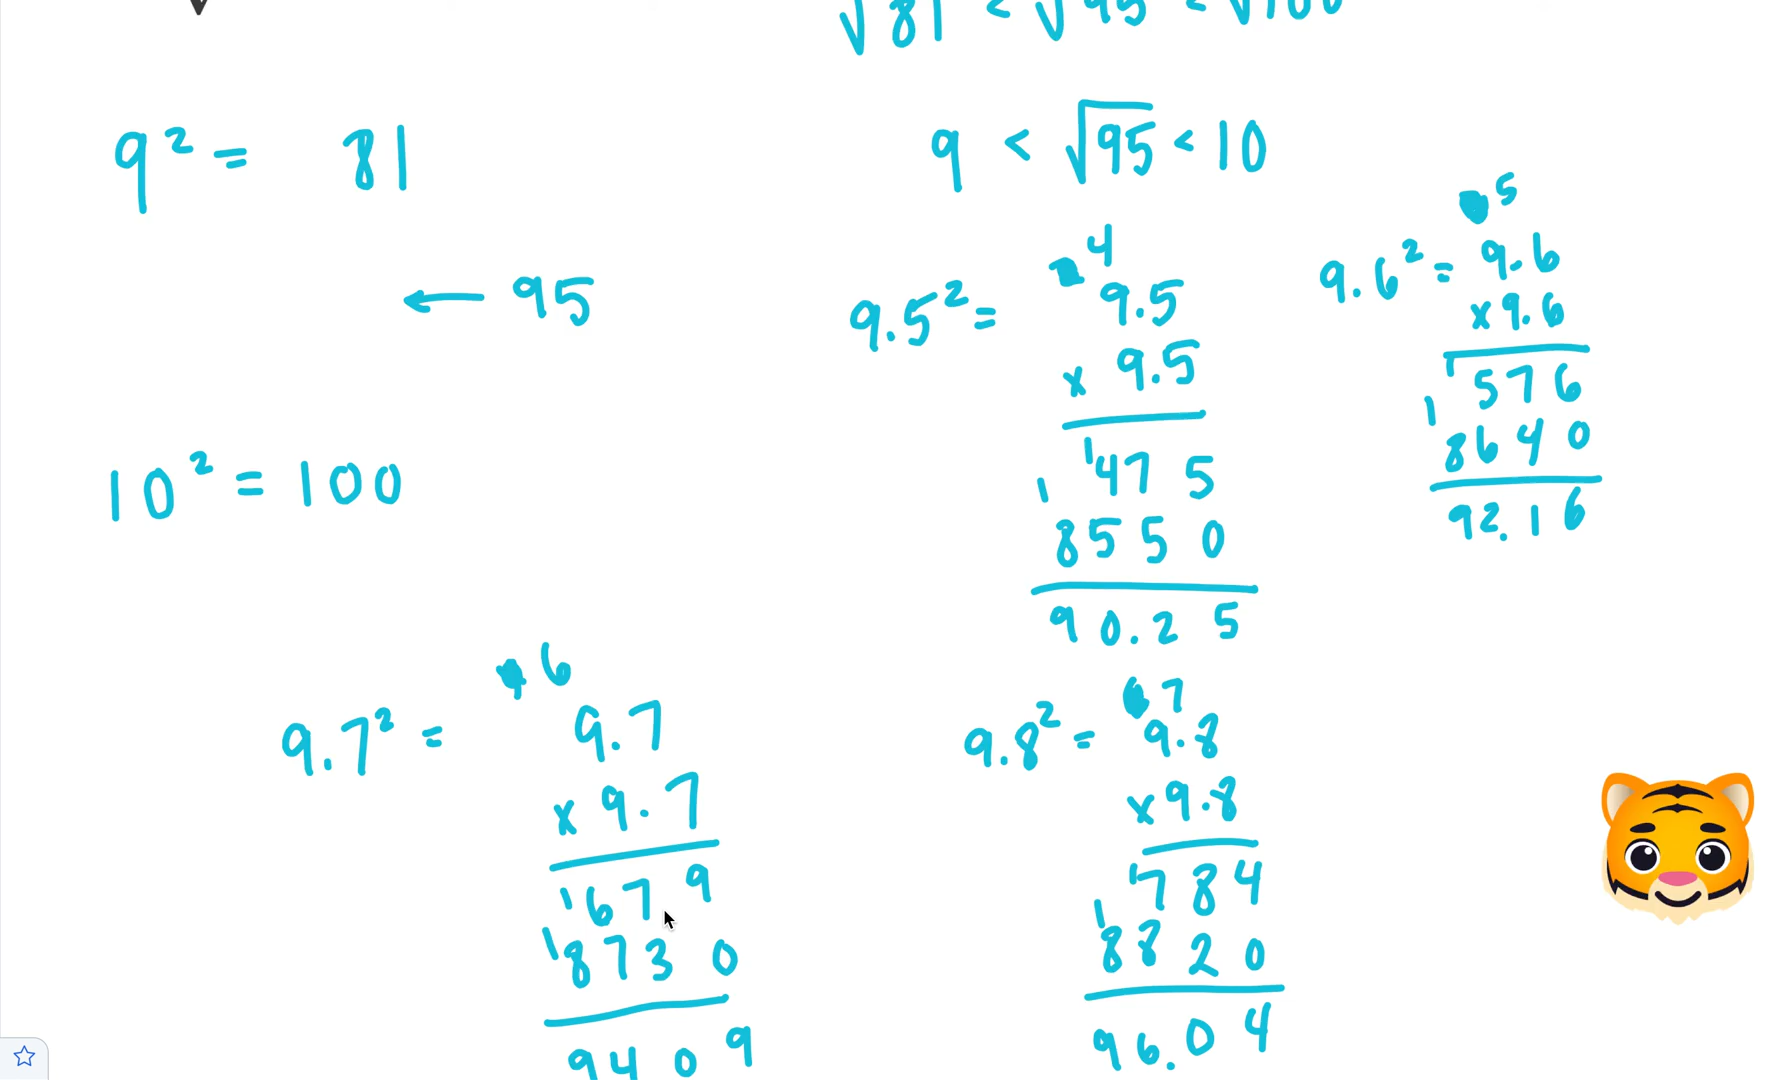 √81 < √95 < √100
9² = 81
9 < √95 < 10
← 95
10² = 100
4
9.5² = 9.5
x 9.5
1 475
1 8550
90.25
5
9.6² = 9.6
x 9.6
1 576
1 8640
92.16
6
9.7² = 9.7
x 9.7
1 679
1 8730
9409
7
9.8² = 9.8
x 9.8
1 784
1 8820
96.04